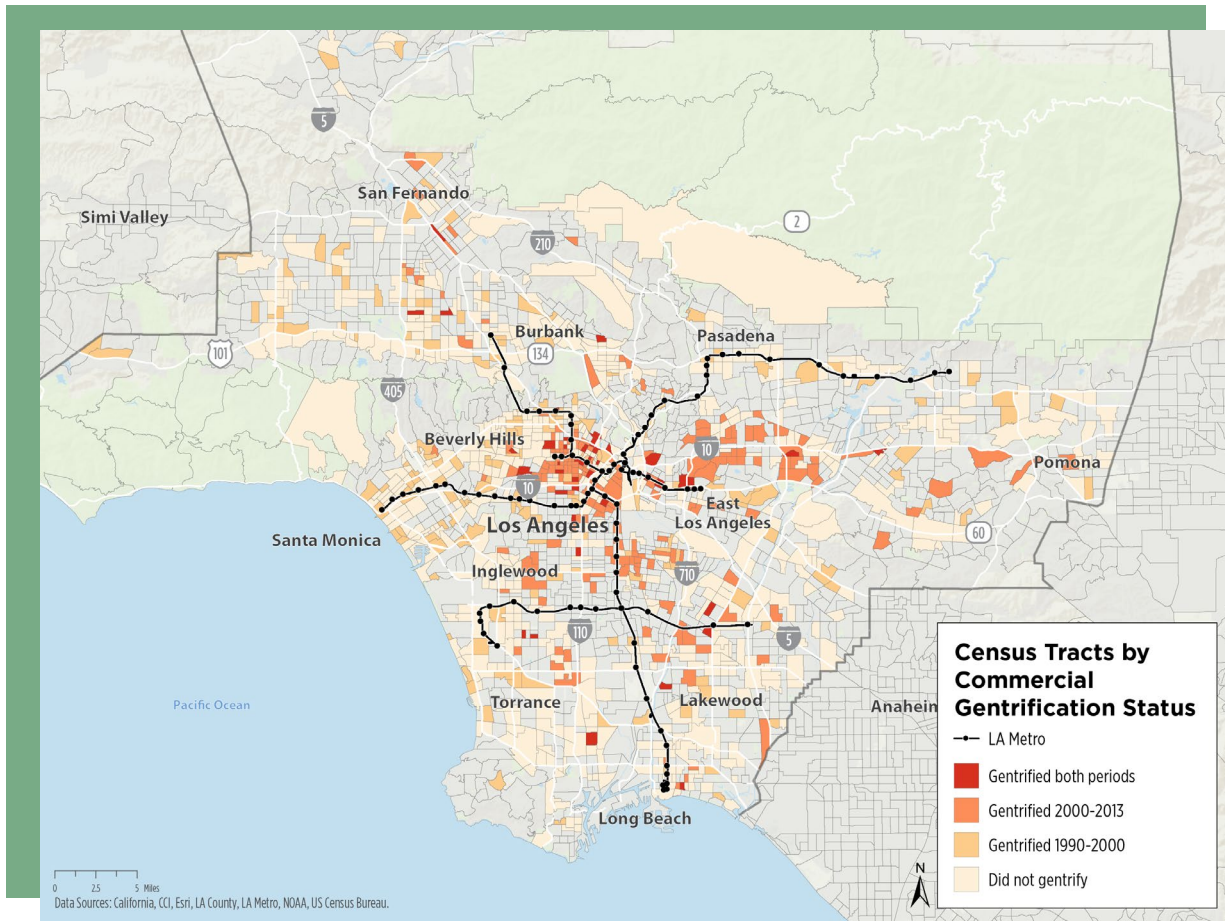 5
San Fernando
Simi Valley
2
210
Burbank
Pasadena
134
101
405
Beverly Hills
10
Pomona
10
East
Los Angeles
Los Angeles
60
Santa Monica
Inglewood
710
110
5
Torrance
Lakewood
Pacific Ocean
Anahein
Long Beach
Census Tracts by
Commercial
Gentrification Status
LA Metro
Gentrified both periods
Gentrified 2000-2013
Gentrified 1990-2000
Did not gentrify
N
0 2.5 5 Miles
Data Sources: California, CCI, Esri, LA County, LA Metro, NOAA, US Census Bureau.